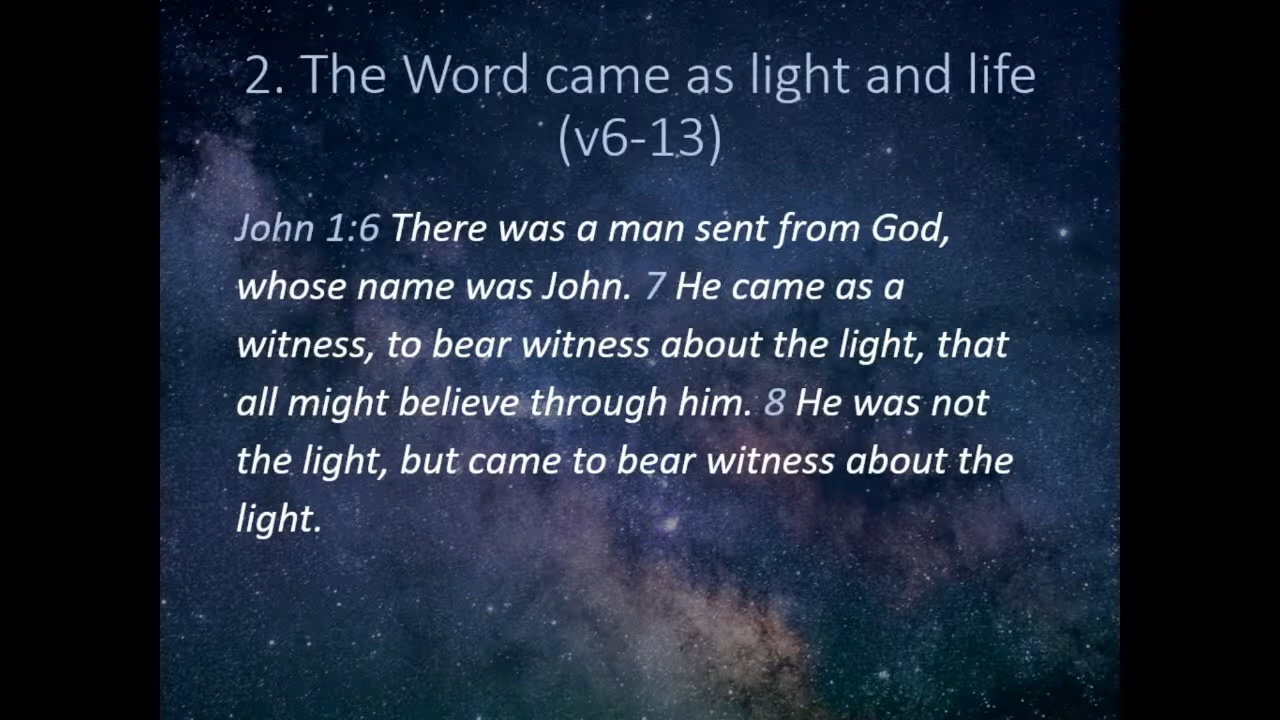 2. The Word came as light and life
(v6-13)
John 1:6 There was a man sent from God,
whose name was John. 7 He came as a
witness, to bear witness about the light, that
all might believe through him. 8 He was not
the light, but came to bear witness about the
light.